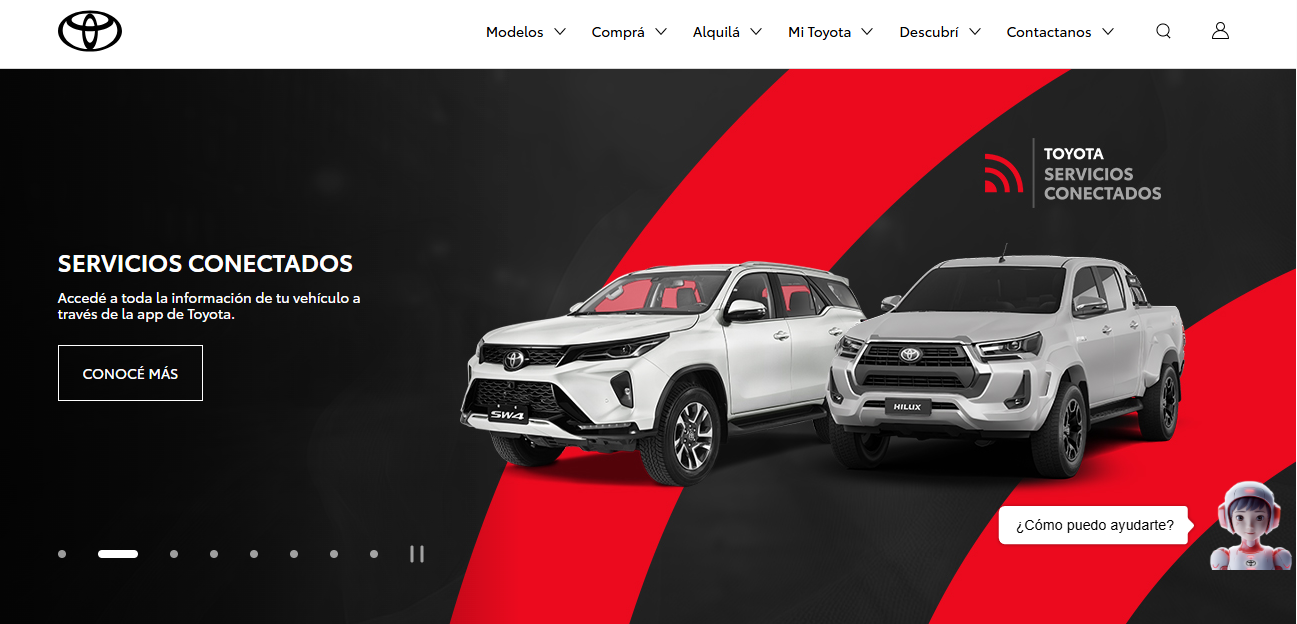 Modelos Comprá Alquilá Mi Toyota Descubrí Contactanos
TOYOTA
SERVICIOS
CONECTADOS
SERVICIOS CONECTADOS
Accedé a toda la información de tu vehículo a
través de la app de Toyota.
CONOCÉ MÁS
SW4
HILUX
¿Cómo puedo ayudarte?